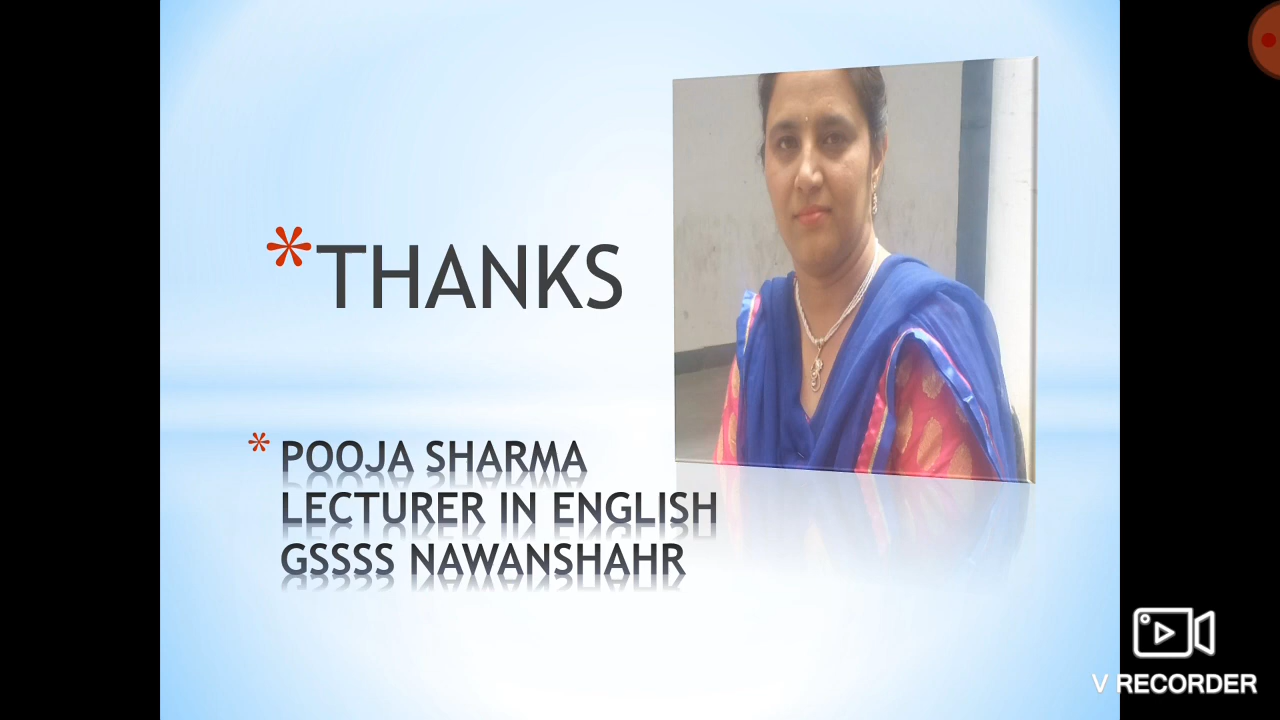 *THANKS
* POOJA SHARMA
LECTURER IN ENGLISH
GSSSS NAWANSHAHR
V RECORDER